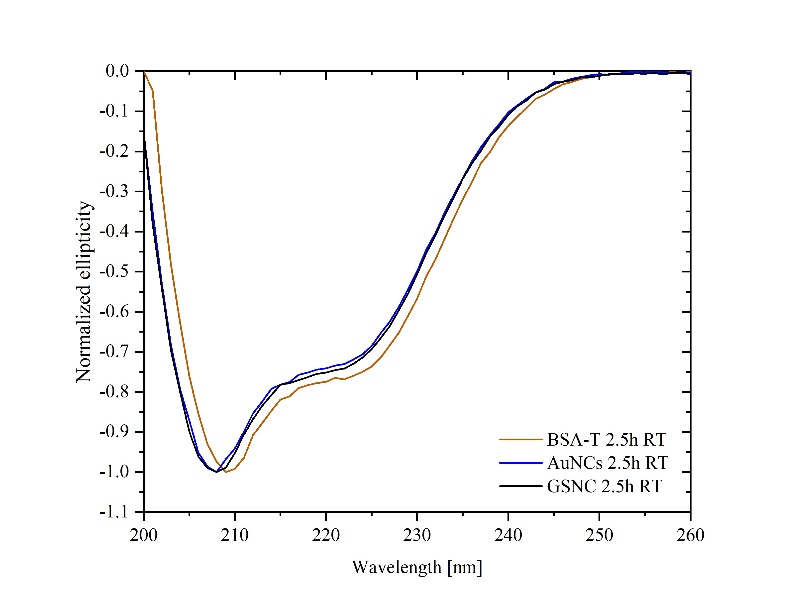 0.0
-0.1
-0.2
-0.3
-0.4
-0.5
-0.6
-0.7
-0.8
-0.9
-1.0
-1.1
Normalized ellipticity
BSA-T 2.5h RT
AuNCs 2.5h RT
GSNC 2.5h RT
200 210 220 230 240 250 260
Wavelength [nm]